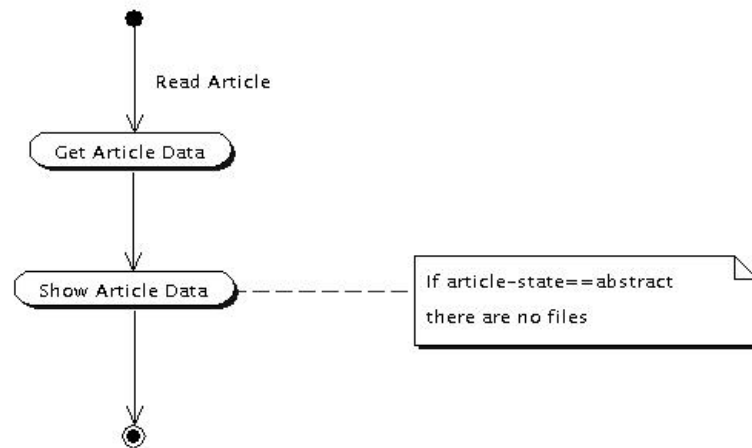 Read Article
Get Article Data
Show Article Data
If article-state==abstract
there are no files